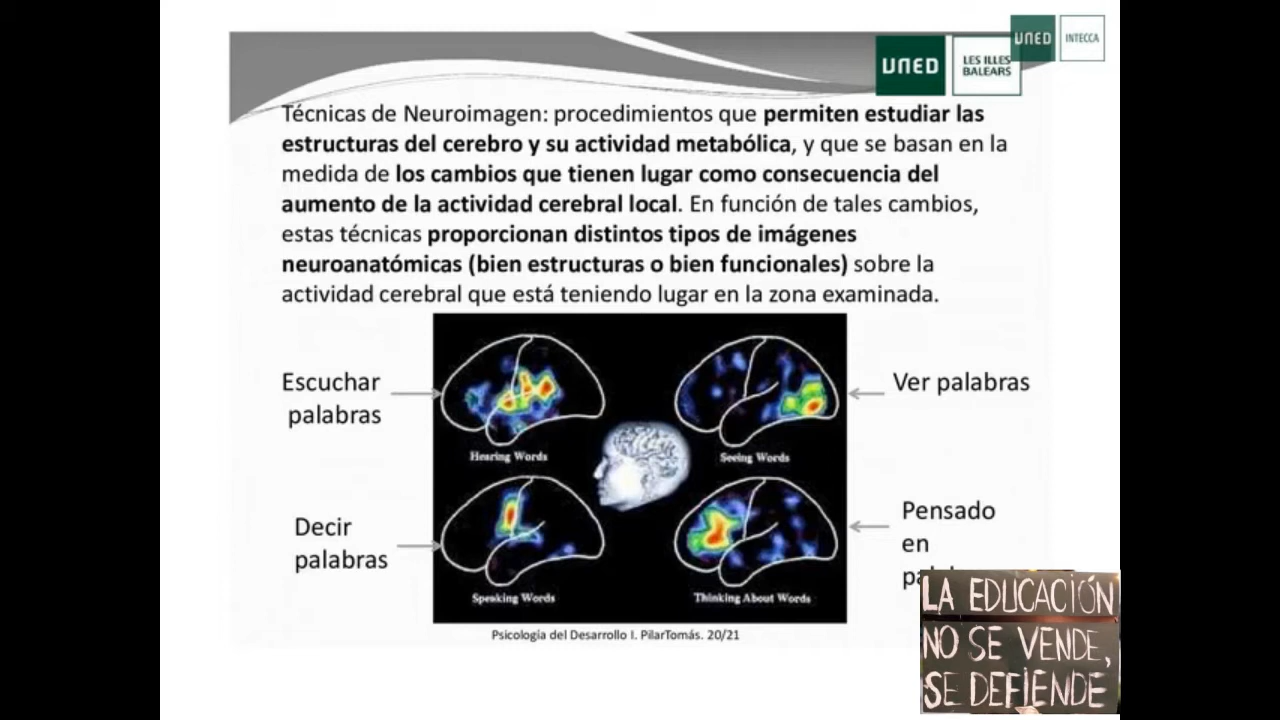 UNED
INTECCA
UNED
LES ILLES
BALEARS
Técnicas de Neuroimagen: procedimientos que permiten estudiar las
estructuras del cerebro y su actividad metabólica, y que se basan en la
medida de los cambios que tienen lugar como consecuencia del
aumento de la actividad cerebral local. En función de tales cambios,
estas técnicas proporcionan distintos tipos de imágenes
neuroanatómicas (bien estructuras o bien funcionales) sobre la
actividad cerebral que está teniendo lugar en la zona examinada.
Escuchar
palabras
Ver palabras
Hearing Words
Seeing Words
Decir
palabras
Pensado
en
Speaking Words
Thinking About Words
Psicología del Desarrollo I. PilarTomás. 20/21
LA EDUCACIÓN
NO SE VENDE,
SE DEFIENDE